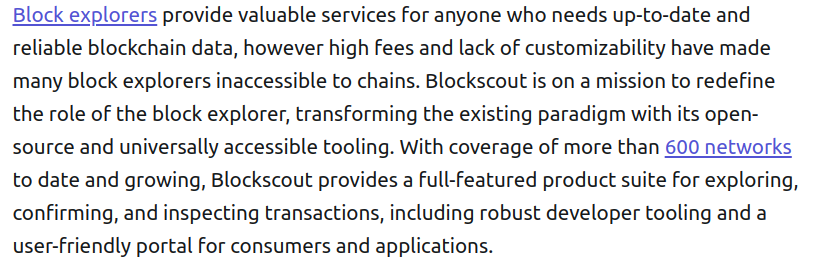 Block explorers provide valuable services for anyone who needs up-to-date and
reliable blockchain data, however high fees and lack of customizability have made
many block explorers inaccessible to chains. Blockscout is on a mission to redefine
the role of the block explorer, transforming the existing paradigm with its open-
source and universally accessible tooling. With coverage of more than 600 networks
to date and growing, Blockscout provides a full-featured product suite for exploring,
confirming, and inspecting transactions, including robust developer tooling and a
user-friendly portal for consumers and applications.